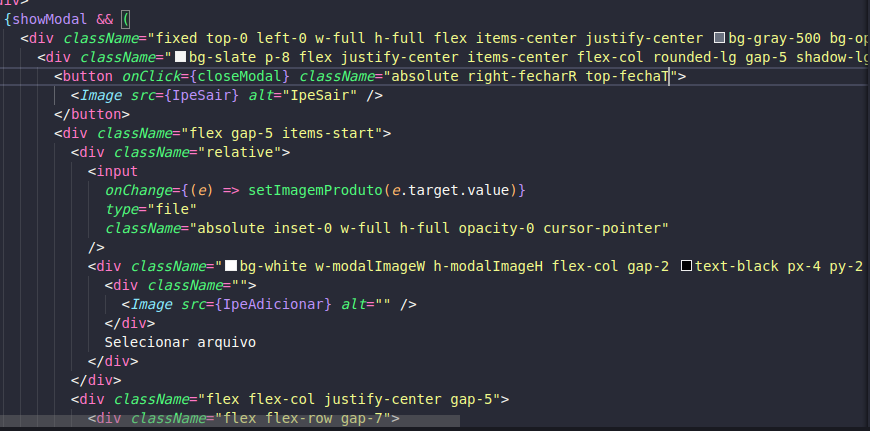 div>
{showModal && (
<div className="fixed top-0 left-0 w-full h-full flex items-center justify-center bg-gray-500 bg-op
<div className="bg-slate p-8 flex justify-center items-center flex-col rounded-lg gap-5 shadow-lg
<button onClick={closeModal} className="absolute right-fecharR top-fechaT">
<Image src={IpeSair} alt="IpeSair" />
</button>
<div className="flex gap-5 items-start">
<div className="relative">
<input
onChange={(e) => setImagemProduto(e.target.value)}
type="file"
className="absolute inset-0 w-full h-full opacity-0 cursor-pointer"
/>
<div className="bg-white w-modalImageW h-modalImageH flex-col gap-2 text-black px-4 py-2
<div className="">
<Image src={IpeAdicionar} alt="" />
</div>
Selecionar arquivo
</div>
</div>
<div className="flex flex-col justify-center gap-5">
<div className="flex flex-row gap-7">